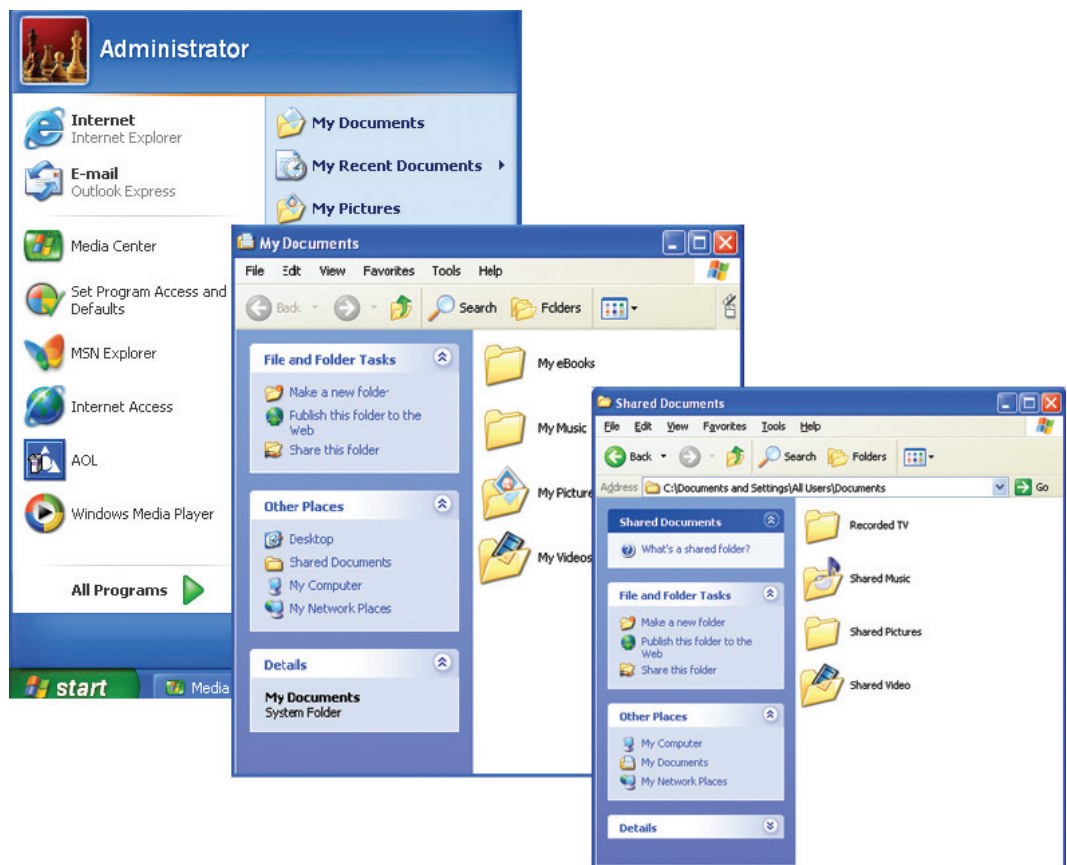 Administrator
Internet
Internet Explorer
E-mail
Outlook Express
Media Center
Set Program Access and
Defaults
MSN Explorer
Internet Access
AOL
Windows Media Player
All Programs
My Documents
My Recent Documents
My Pictures
start
Media
My Documents
File Edit View Favorites Tools Help
Back Search Folders
File and Folder Tasks
Make a new folder
Publish this folder to the
Web
Share this folder
Other Places
Desktop
Shared Documents
My Computer
My Network Places
Details
My Documents
System Folder
My eBooks
My Music
My Picture
My Videos
Shared Documents
File Edit View Favorites Tools Help
Back Search Folders
Address C:\Documents and Settings\All Users\Documents Go
Shared Documents
What's a shared folder?
File and Folder Tasks
Make a new folder
Publish this folder to the
Web
Share this folder
Other Places
My Computer
My Documents
My Network Places
Details
Recorded TV
Shared Music
Shared Pictures
Shared Video